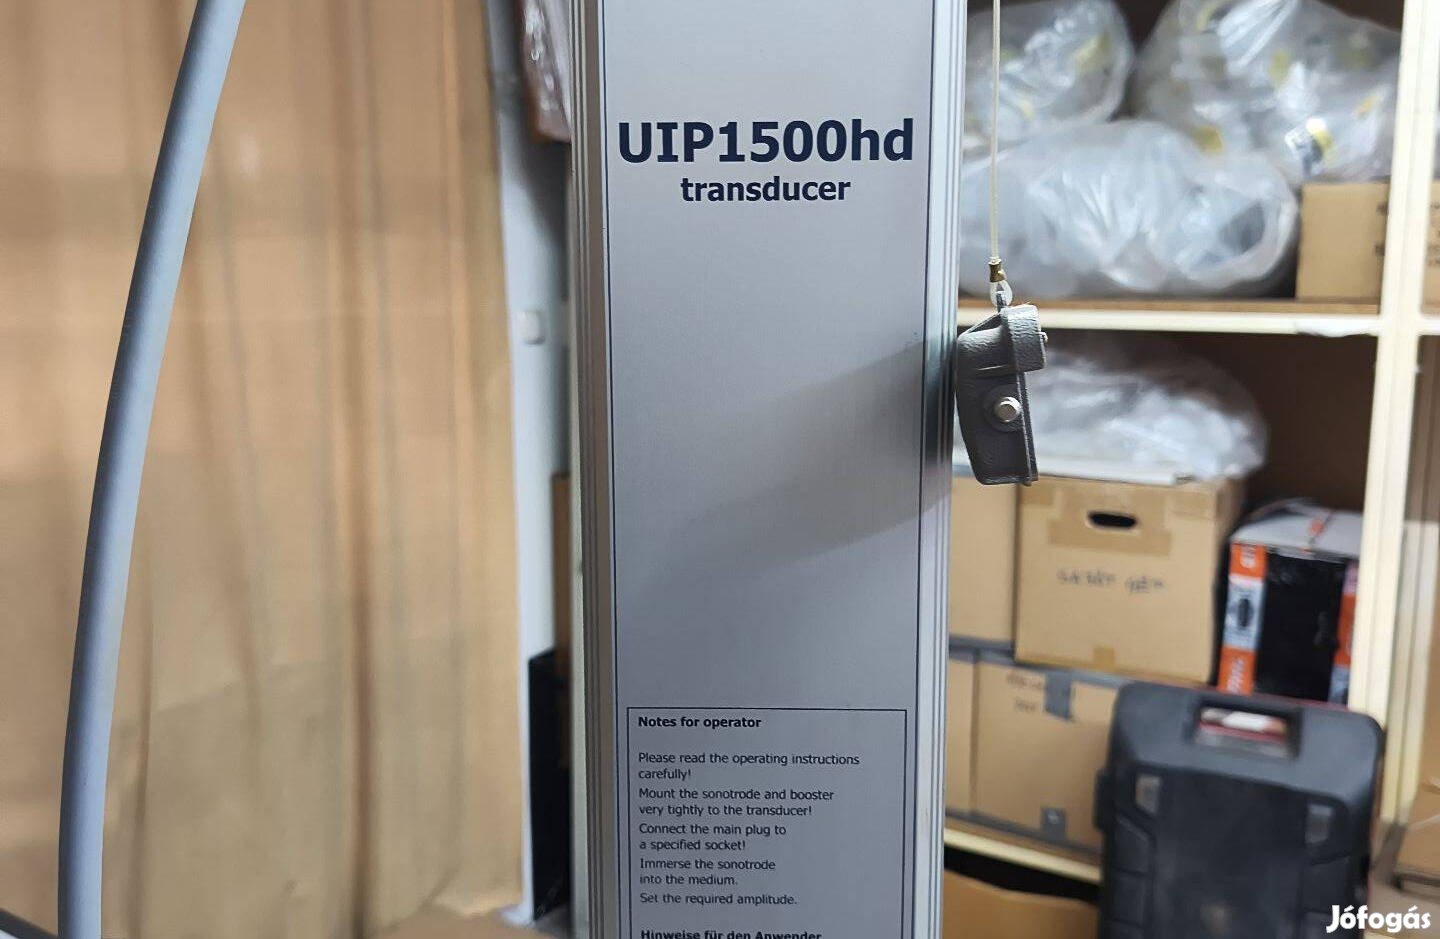 UIP1500hd
transducer
Notes for operator
Please read the operating instructions
carefully!
Mount the sonotrode and booster
very tightly to the transducer!
Connect the main plug to
a specified socket!
Immerse the sonotrode
into the medium.
Set the required amplitude.
Hinweise für den Anwender
Jófogás